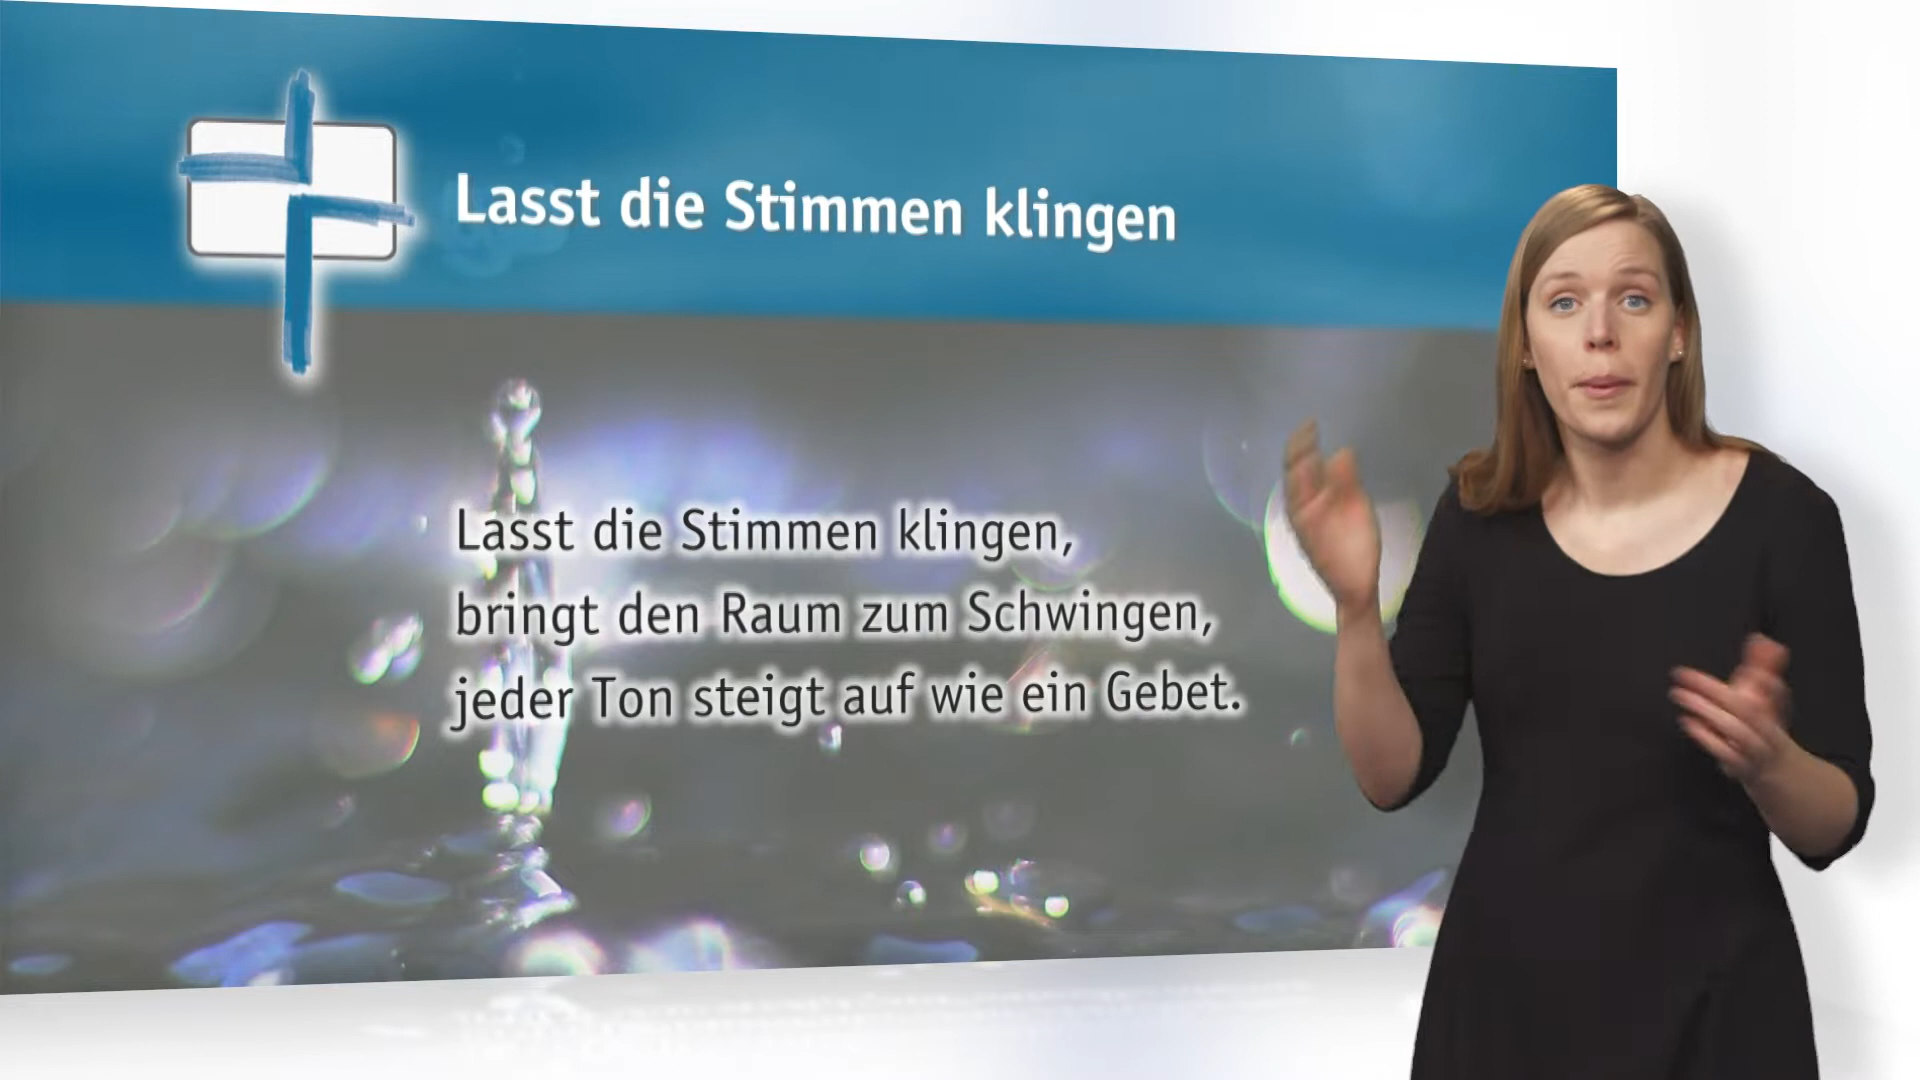 Lasst die Stimmen klingen
Lasst die Stimmen klingen,
bringt den Raum zum Schwingen,
jeder Ton steigt auf wie ein Gebet.